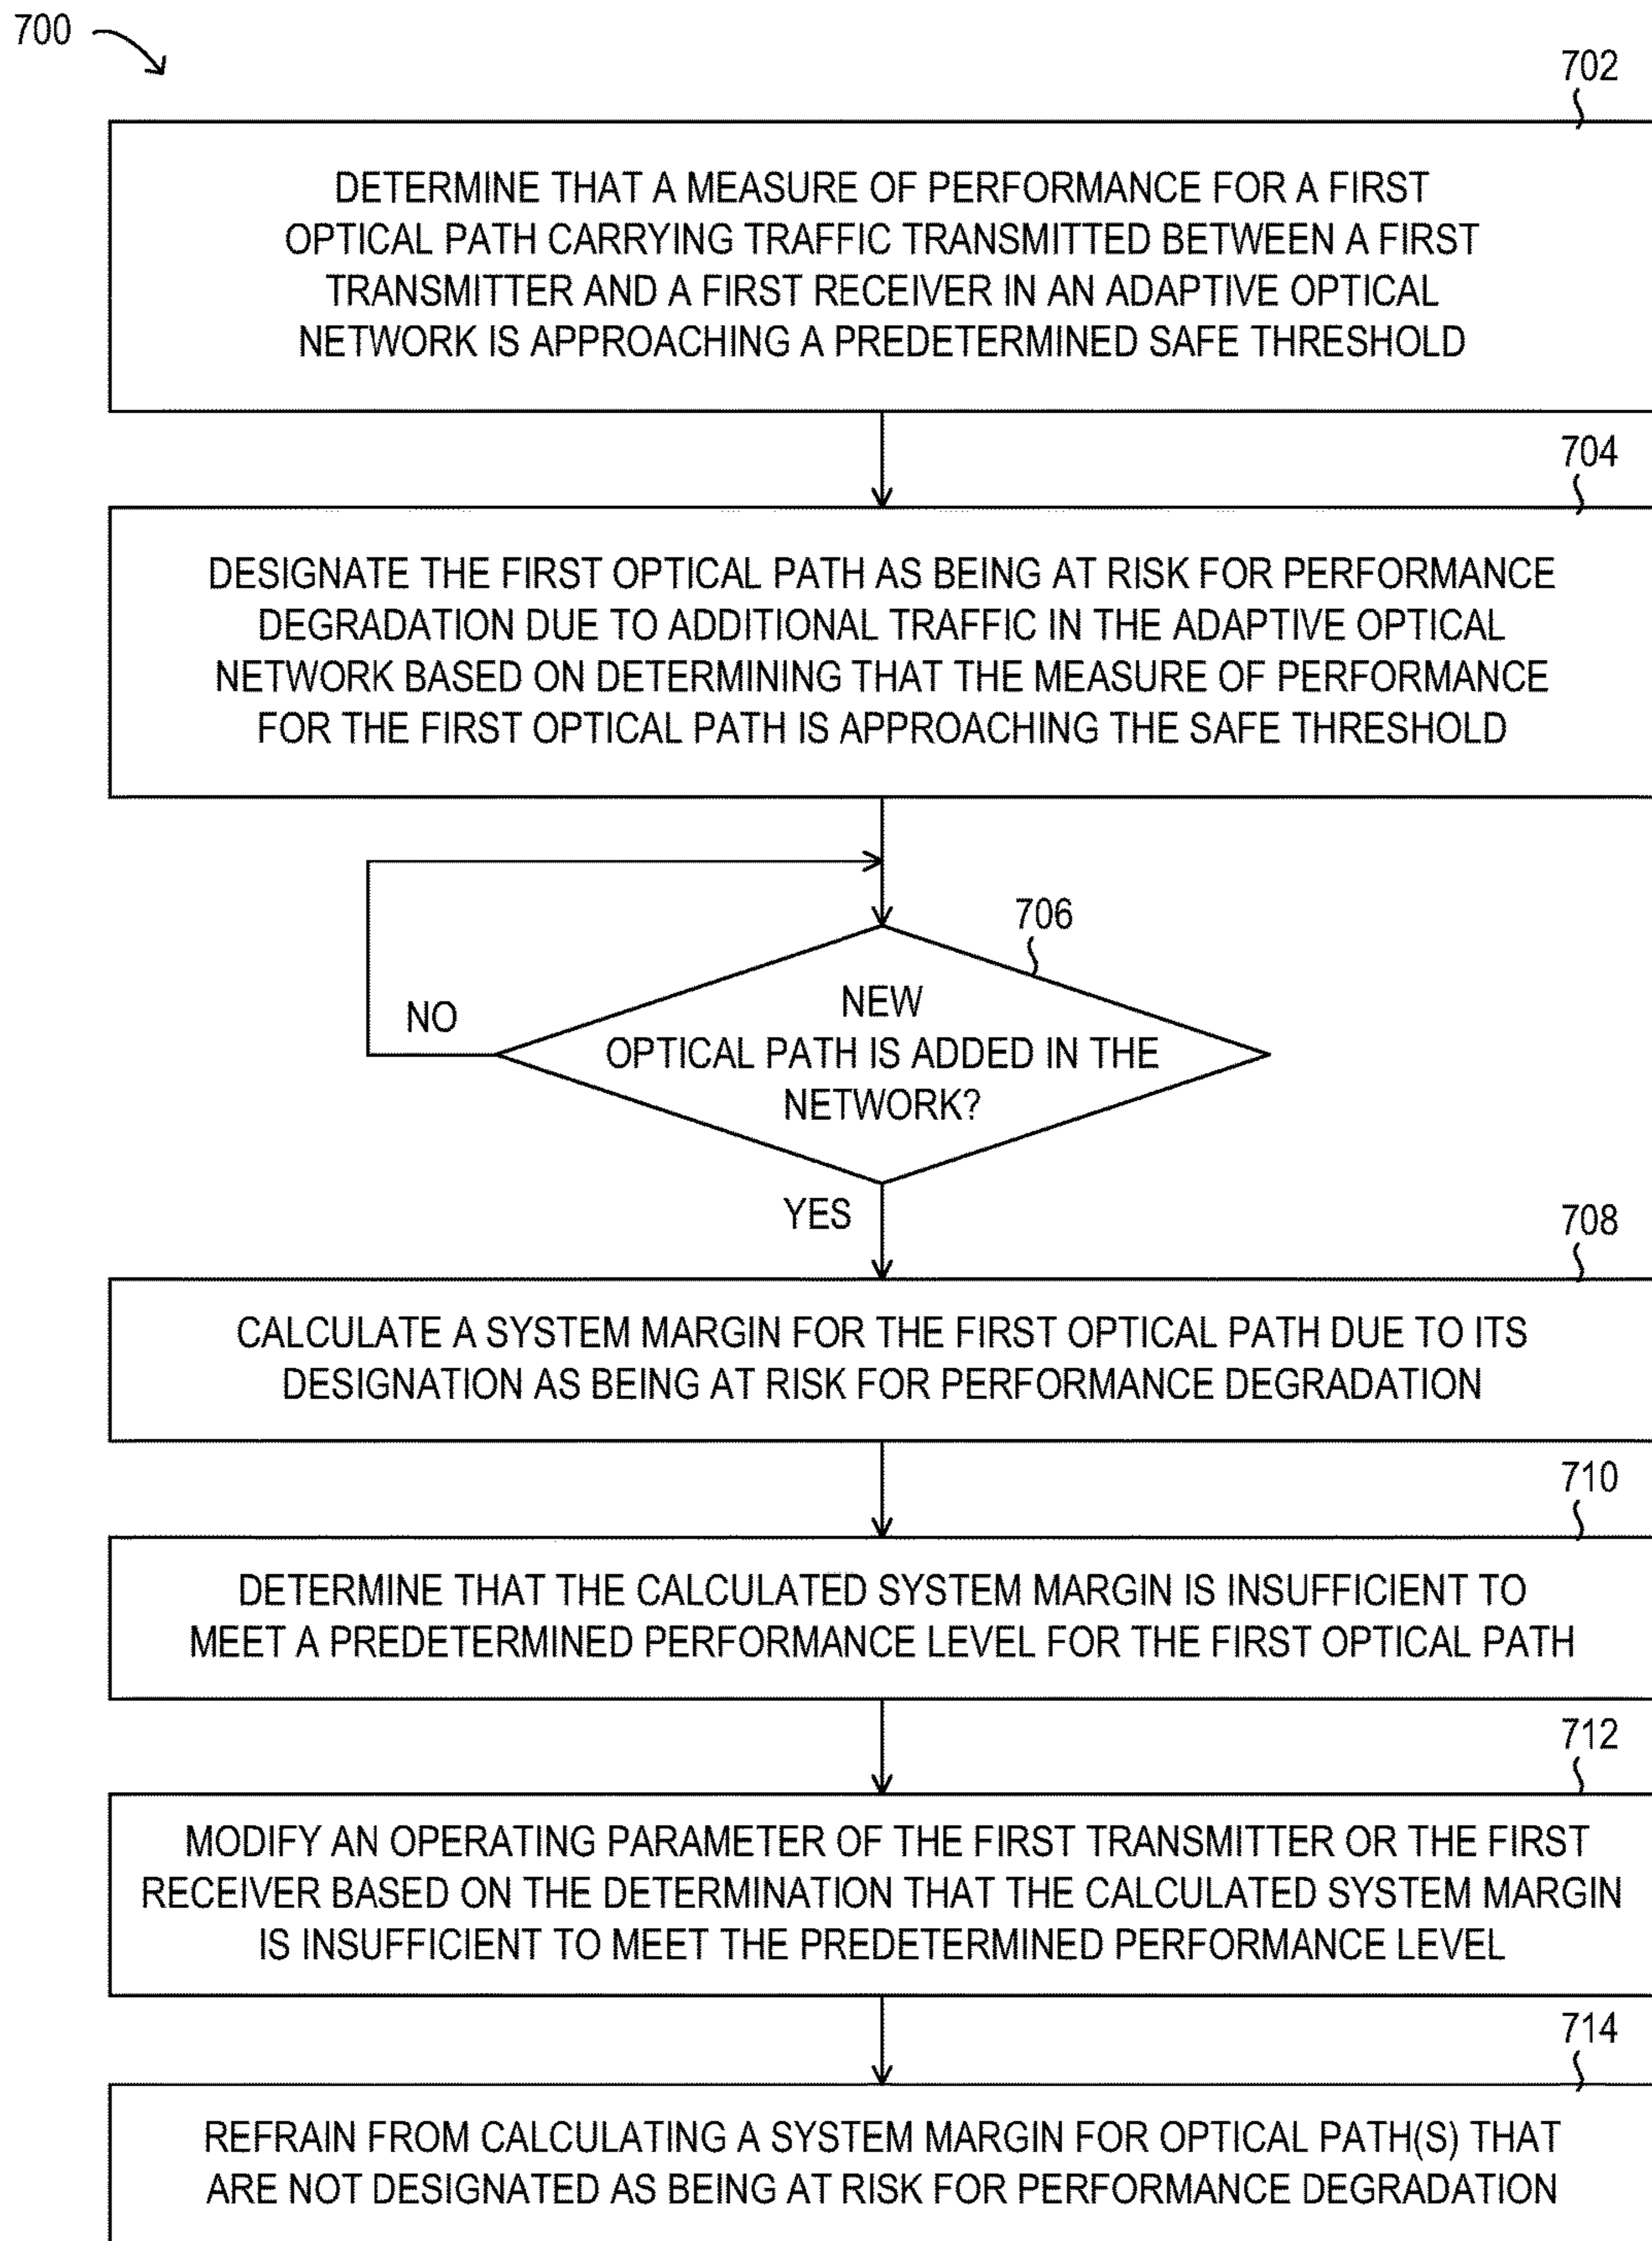 700
702
DETERMINE THAT A MEASURE OF PERFORMANCE FOR A FIRST
OPTICAL PATH CARRYING TRAFFIC TRANSMITTED BETWEEN A FIRST
TRANSMITTER AND A FIRST RECEIVER IN AN ADAPTIVE OPTICAL
NETWORK IS APPROACHING A PREDETERMINED SAFE THRESHOLD
704
DESIGNATE THE FIRST OPTICAL PATH AS BEING AT RISK FOR PERFORMANCE
DEGRADATION DUE TO ADDITIONAL TRAFFIC IN THE ADAPTIVE OPTICAL
NETWORK BASED ON DETERMINING THAT THE MEASURE OF PERFORMANCE
FOR THE FIRST OPTICAL PATH IS APPROACHING THE SAFE THRESHOLD
706
NEW
OPTICAL PATH IS ADDED IN THE
NETWORK?
NO
YES
708
CALCULATE A SYSTEM MARGIN FOR THE FIRST OPTICAL PATH DUE TO ITS
DESIGNATION AS BEING AT RISK FOR PERFORMANCE DEGRADATION
710
DETERMINE THAT THE CALCULATED SYSTEM MARGIN IS INSUFFICIENT TO
MEET A PREDETERMINED PERFORMANCE LEVEL FOR THE FIRST OPTICAL PATH
712
MODIFY AN OPERATING PARAMETER OF THE FIRST TRANSMITTER OR THE FIRST
RECEIVER BASED ON THE DETERMINATION THAT THE CALCULATED SYSTEM MARGIN
IS INSUFFICIENT TO MEET THE PREDETERMINED PERFORMANCE LEVEL
714
REFRAIN FROM CALCULATING A SYSTEM MARGIN FOR OPTICAL PATH(S) THAT
ARE NOT DESIGNATED AS BEING AT RISK FOR PERFORMANCE DEGRADATION